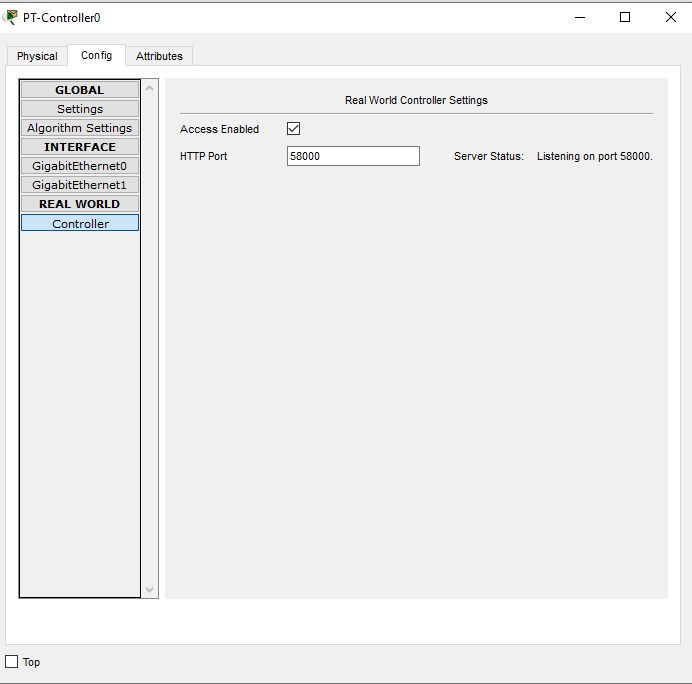 PT-Controller0
Physical Config Attributes
GLOBAL
Settings
Algorithm Settings
INTERFACE
GigabitEthernet0
GigabitEthernet1
REAL WORLD
Controller
Real World Controller Settings
Access Enabled
HTTP Port 58000 Server Status: Listening on port 58000.
Top